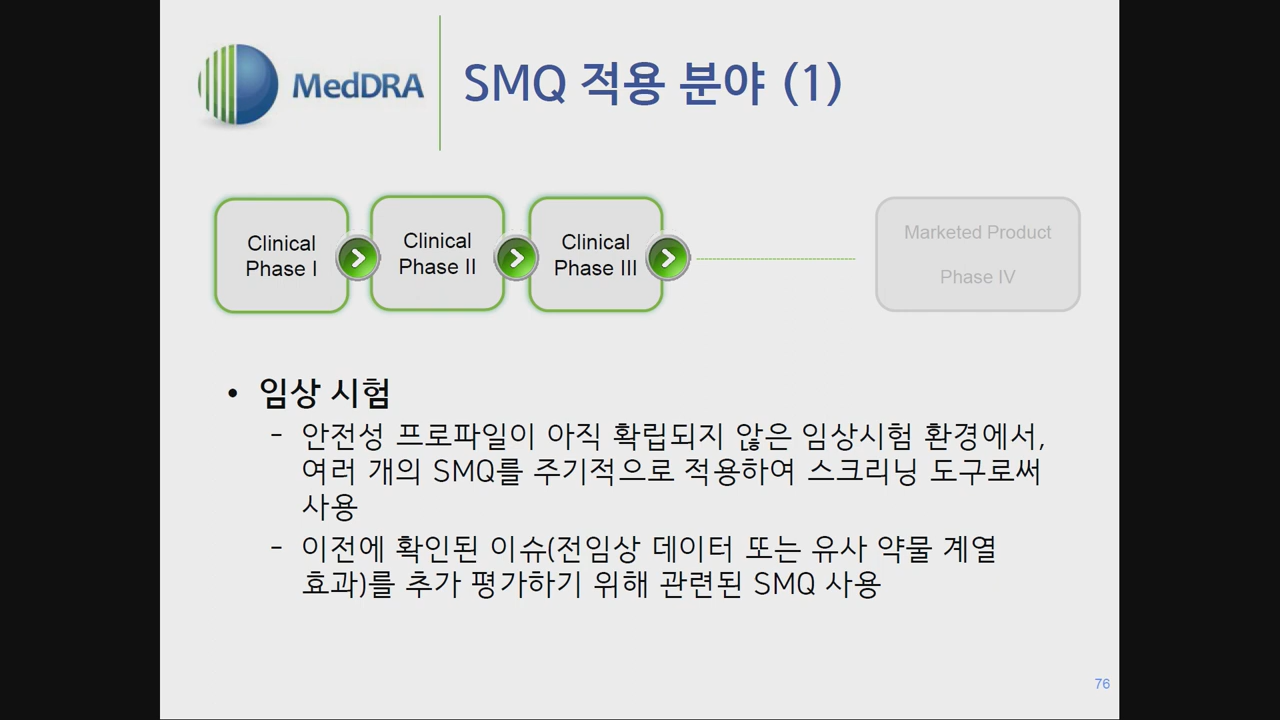 MedDRA
SMQ 적용 분야 (1)
Clinical
Phase I
Clinical
Phase II
Clinical
Phase III
Marketed Product
Phase IV
• 임상 시험
- 안전성 프로파일이 아직 확립되지 않은 임상시험 환경에서,
여러 개의 SMQ를 주기적으로 적용하여 스크리닝 도구로써
사용
- 이전에 확인된 이슈(전임상 데이터 또는 유사 약물 계열
효과)를 추가 평가하기 위해 관련된 SMQ 사용
76